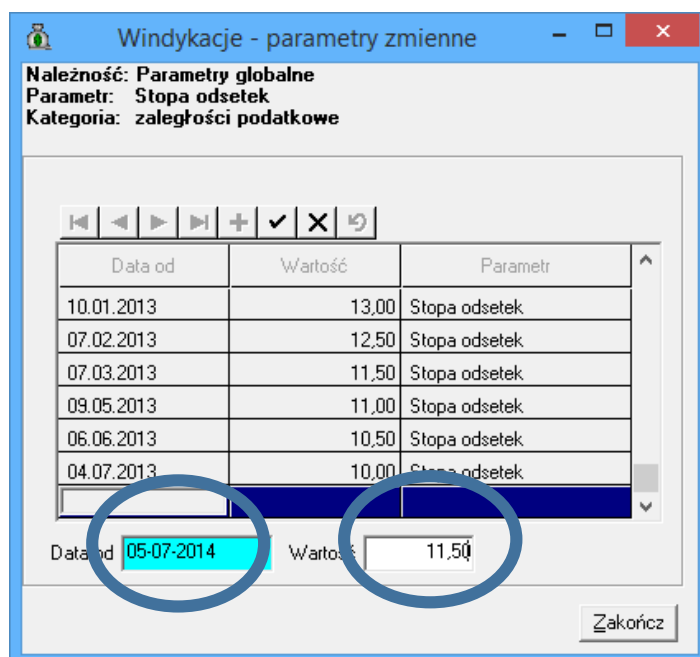 Windykacje - parametry zmienne
Należność: Parametry globalne
Parametr: Stopa odsetek
Kategoria: zaległości podatkowe
Data od Wartość Parametr
10.01.2013 13,00 Stopa odsetek
07.02.2013 12,50 Stopa odsetek
07.03.2013 11,50 Stopa odsetek
09.05.2013 11,00 Stopa odsetek
06.06.2013 10,50 Stopa odsetek
04.07.2013 10,00 Stopa odsetek
Data od 05-07-2014 Wartość 11,50
Zakończ